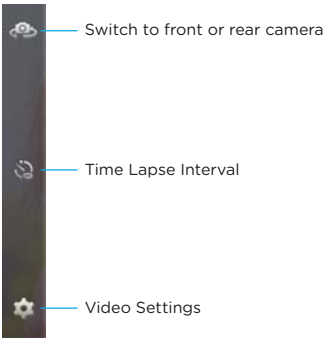 Switch to front or rear camera
Time Lapse Interval
Video Settings